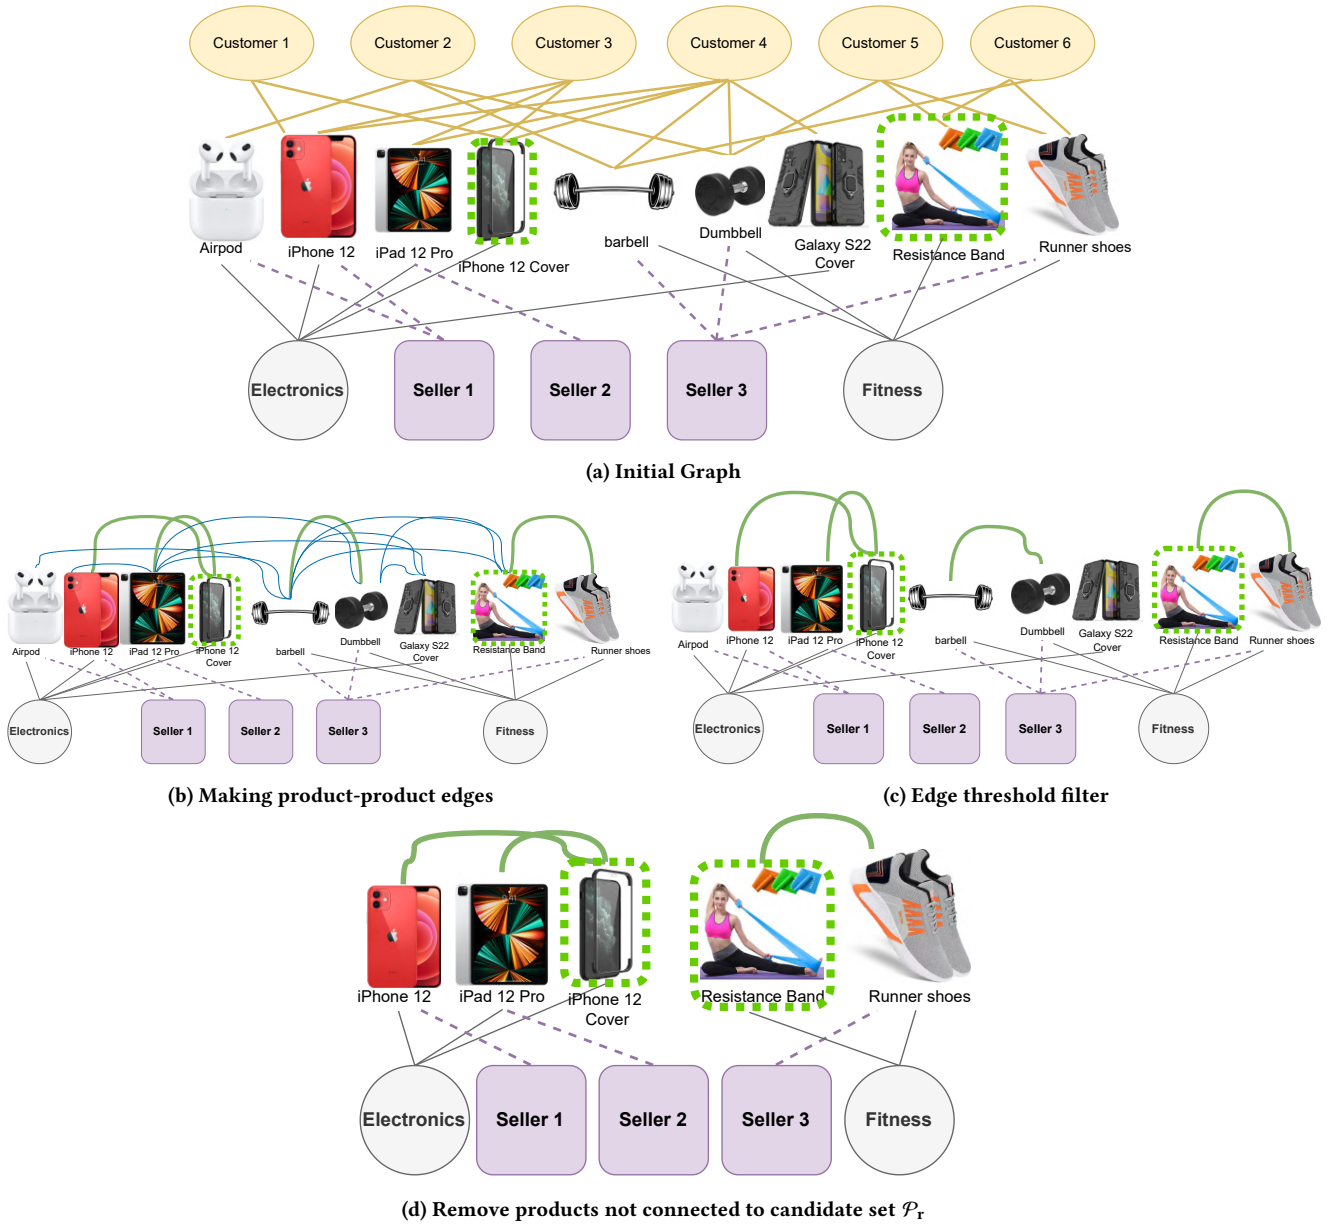 Customer 1 Customer 2 Customer 3 Customer 4 Customer 5 Customer 6
Airpod iPhone 12 iPad 12 Pro iPhone 12 Cover barbell Dumbbell Galaxy S22 Cover Resistance Band Runner shoes
Electronics Seller 1 Seller 2 Seller 3 Fitness
(a) Initial Graph
Airpod iPhone 12 iPad 12 Pro iPhone 12 Cover barbell Dumbbell Galaxy S22 Cover Resistance Band Runner shoes
Electronics Seller 1 Seller 2 Seller 3 Fitness
(b) Making product-product edges
Airpod iPhone 12 iPad 12 Pro iPhone 12 Cover barbell Dumbbell Galaxy S22 Cover Resistance Band Runner shoes
Electronics Seller 1 Seller 2 Seller 3 Fitness
(c) Edge threshold filter
iPhone 12 iPad 12 Pro iPhone 12 Cover Resistance Band Runner shoes
Electronics Seller 1 Seller 2 Seller 3 Fitness
(d) Remove products not connected to candidate set 𝒫r